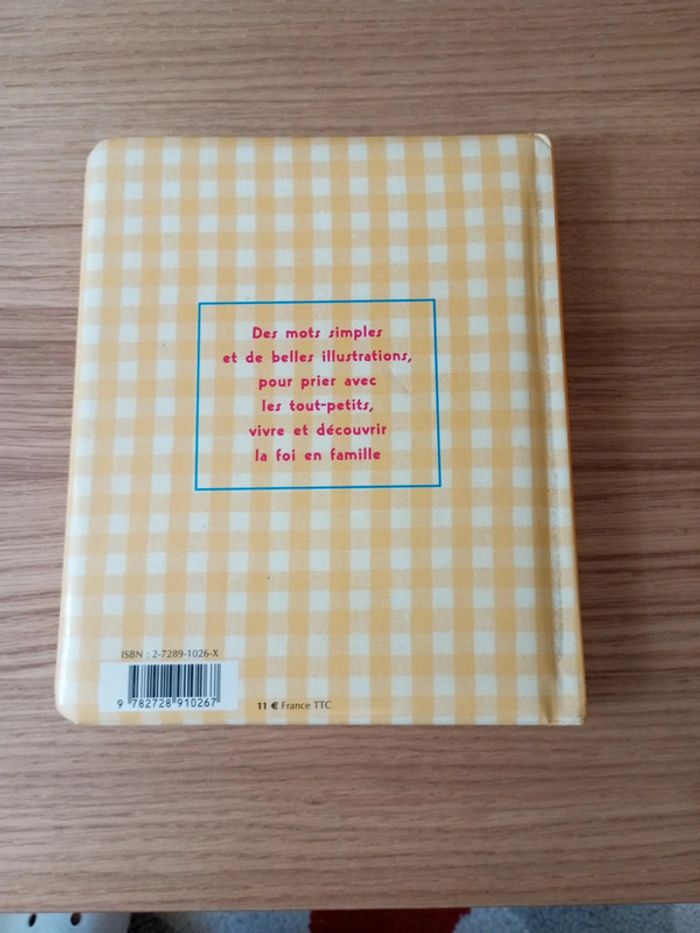 Des mots simples
et de belles illustrations,
pour prier avec
les tout-petits,
vivre et découvrir
la foi en famille
ISBN : 2-7289-1026-X
9 782728 910267
11 € France TTC